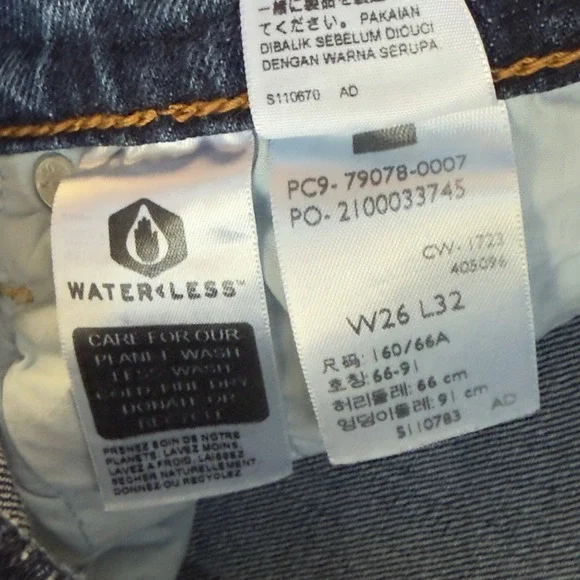 てください。PAKAIAN
DIBALIK SEBELUM DICUCI
DENGAN WARNA SERUPA.
S110670 AD
WATER<LESS™
CARE FOR OUR
PLANET WASH
LESS WASH
COLD LINE DRY
DONATE OR
RECYCLE
PRENEZ SOIN DE NOTRE
PLANETE. LAVEZ MOINS,
LAVEZ A FROID. LAISSEZ
SECHER NATURELLEMENT.
DONNEZ OU RECYCLEZ
PC9- 79078-0007
PO- 2100033745
CW- 1723
405096
W26 L32
尺码: 160/66A
호칭: 66-91
허리둘레: 66 cm
엉덩이둘레: 91 cm
S110783 AD